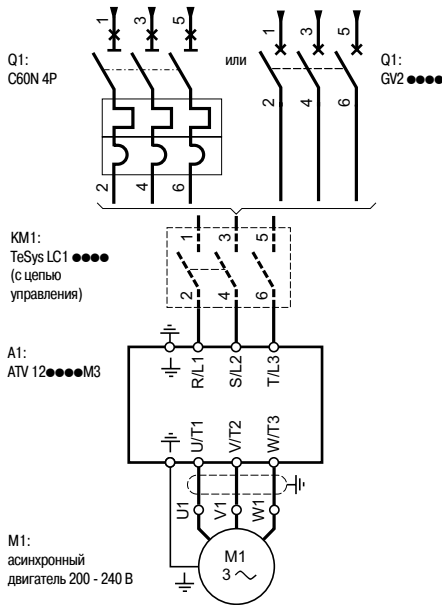 1 3 5
1 3 5
Q1:
C60N 4P
или
Q1:
GV2 ●●●●
2 4 6
2 4 6
KM1:
TeSys LC1 ●●●●
(с цепью
управления)
1 3 5
2 4 6
A1:
ATV 12●●●●M3
R/L1 S/L2 T/L3
U/T1 V/T2 W/T3
U1 V1 W1
M1:
асинхронный
двигатель 200 - 240 В
M1
3 ~